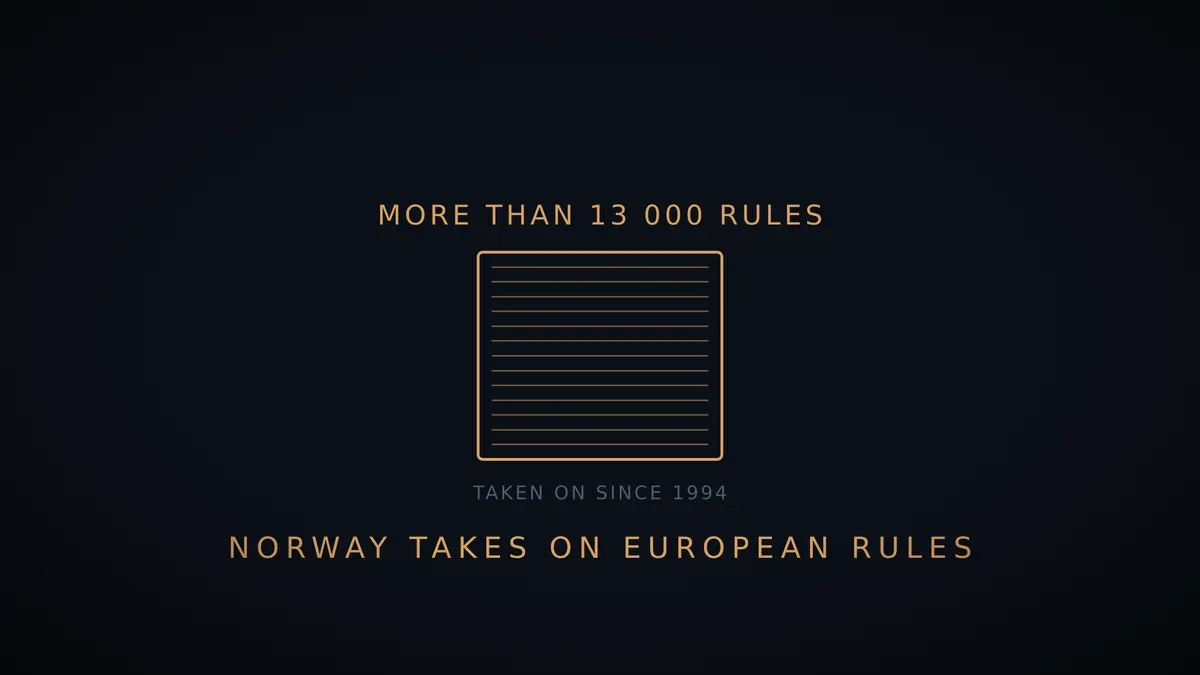 MORE THAN 13 000 RULES
TAKEN ON SINCE 1994
NORWAY TAKES ON EUROPEAN RULES